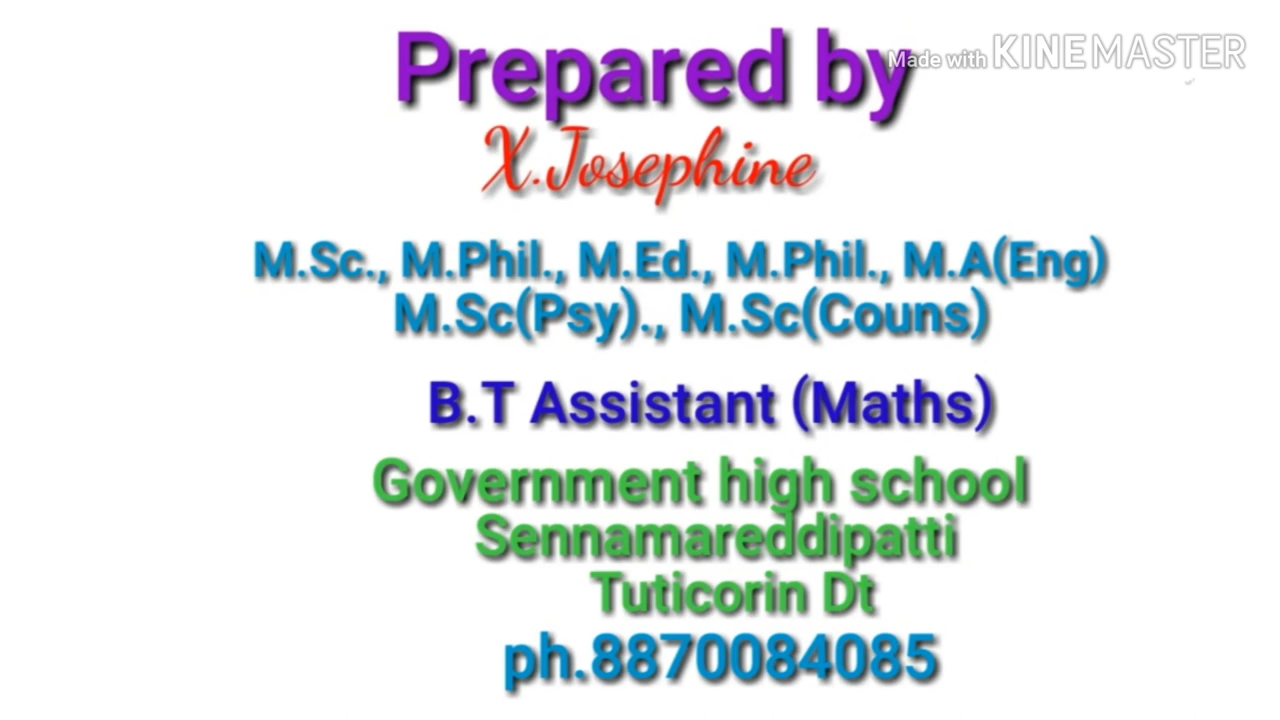 Prepared by
Made with KINEMASTER
X.Josephine
M.Sc., M.Phil., M.Ed., M.Phil., M.A(Eng)
M.Sc(Psy)., M.Sc(Couns)
B.T Assistant (Maths)
Government high school
Sennamareddipatti
Tuticorin Dt
ph.8870084085